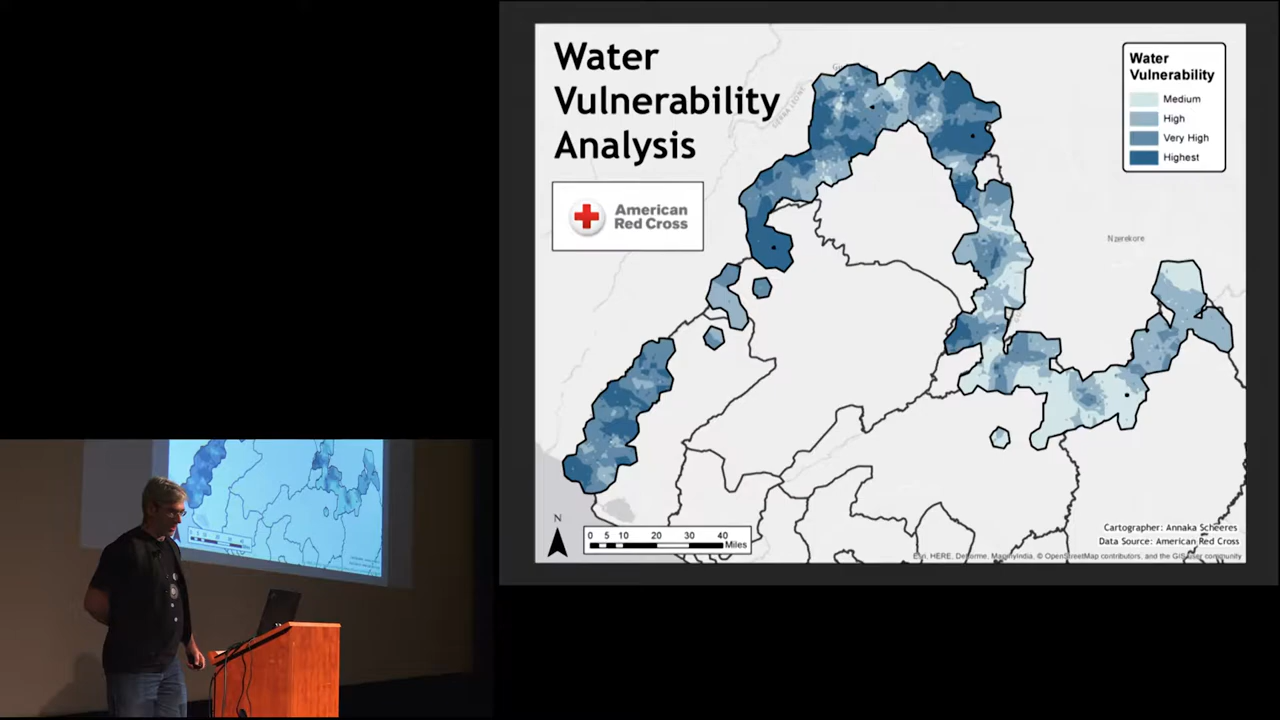 Water
Vulnerability
Analysis
American
Red Cross
Water
Vulnerability
Medium
High
Very High
Highest
Nzerekore
N
0 5 10 20 30 40
Miles
Cartographer: Annaka Scheeres
Data Source: American Red Cross
Esri, HERE, DeLorme, MapmyIndia, © OpenStreetMap contributors, and the GIS user community